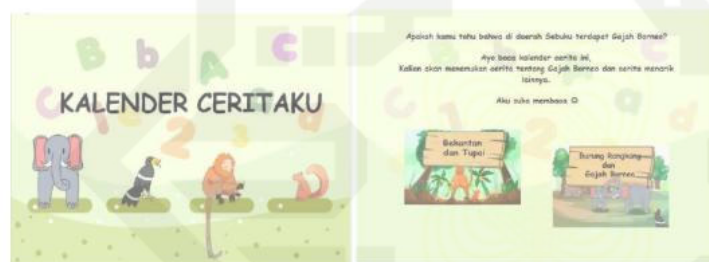 KALENDER CERITAKU
Apakah kamu tahu bahwa di daerah Sebuku terdapat Gajah Borneo?
Ayo baca kalender cerita ini,
Kalian akan menemukan cerita tentang Gajah Borneo dan cerita menarik
lainnya.
Aku suka membaca ☺
Bekantan
dan Tupai
Burung Rangkong
dan
Gajah Borneo